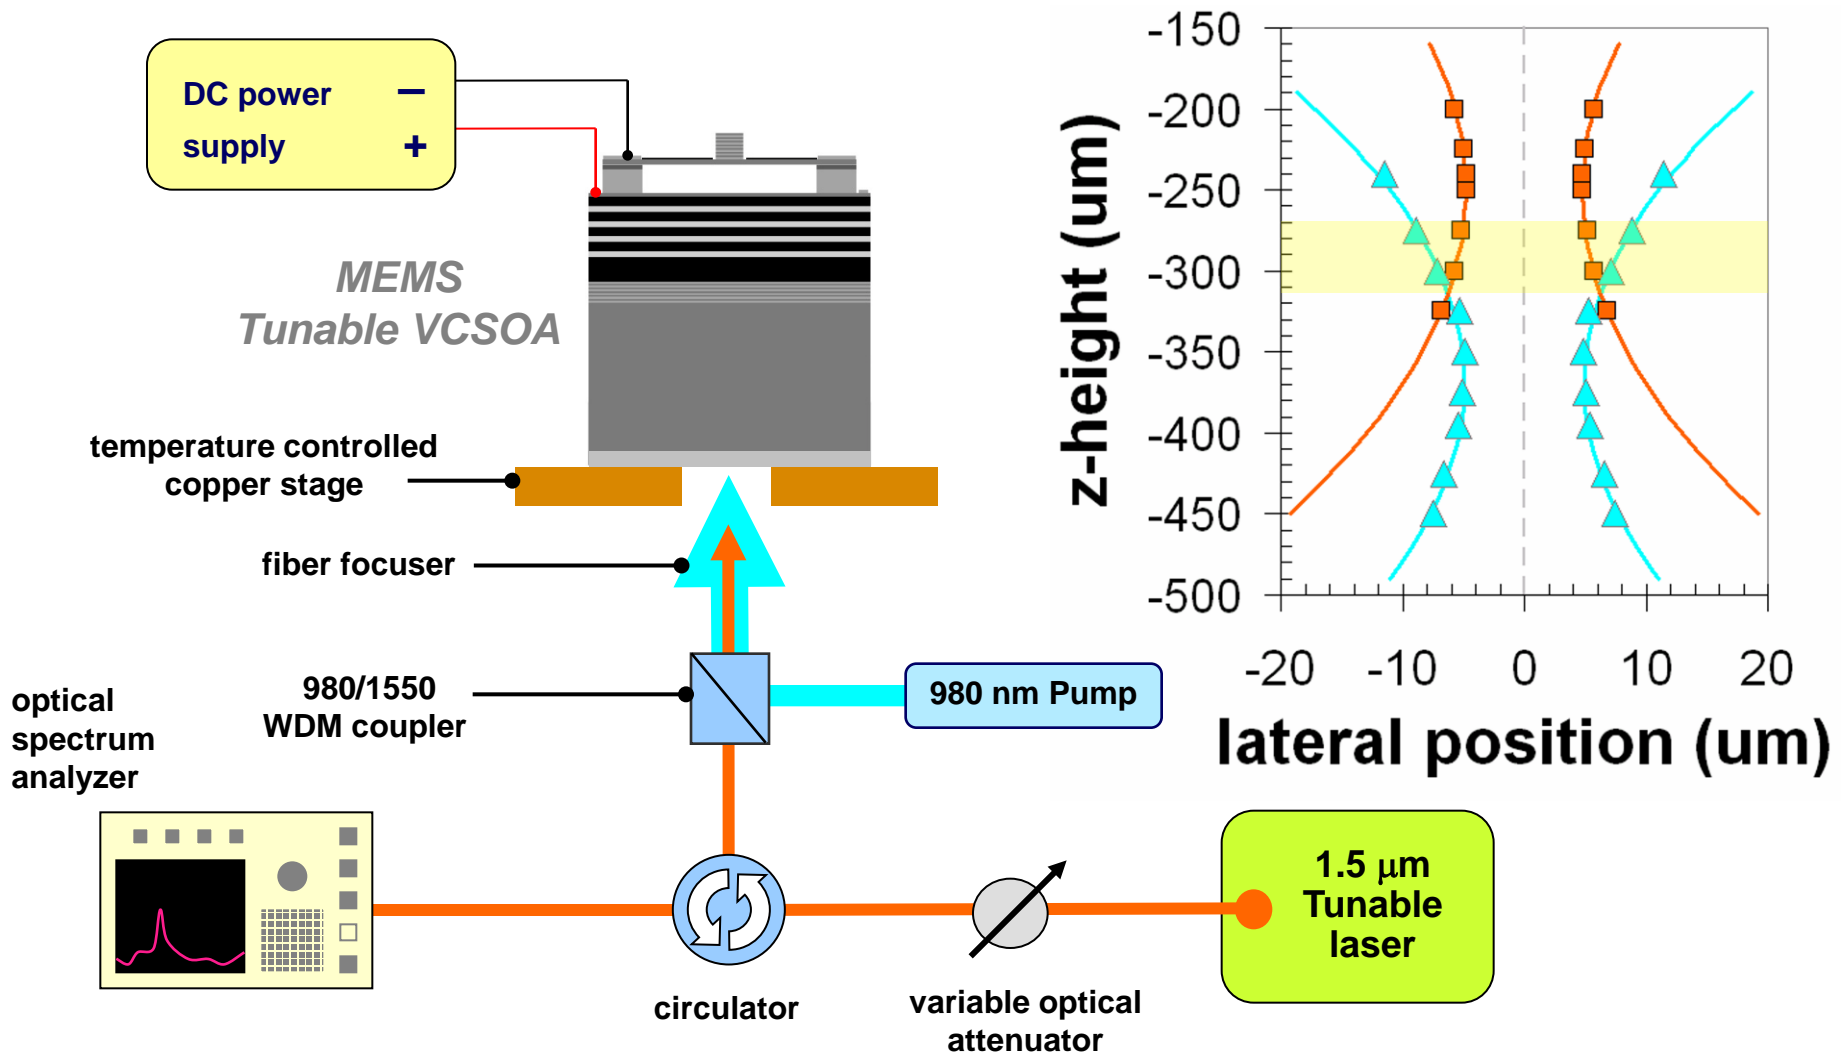 DC power −
supply +
MEMS
Tunable VCSOA
temperature controlled
copper stage
fiber focuser
980/1550
WDM coupler
980 nm Pump
optical
spectrum
analyzer
circulator
variable optical
attenuator
1.5 μm
Tunable
laser
z-height (um)
-150
-200
-250
-300
-350
-400
-450
-500
-20 -10 0 10 20
lateral position (um)